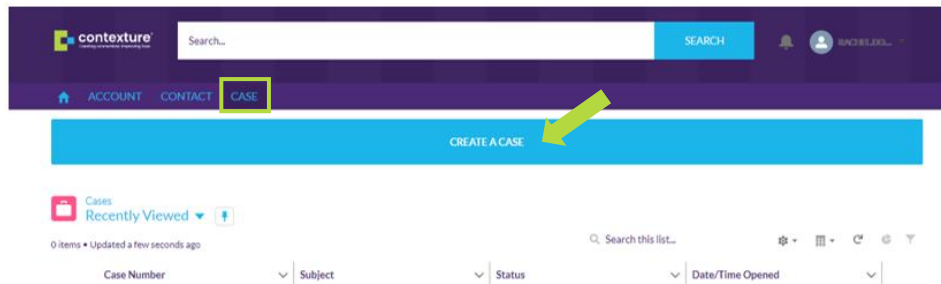 contexture
Search...
SEARCH
ACCOUNT CONTACT CASE
CREATE A CASE
Cases
Recently Viewed
0 items • Updated a few seconds ago
Search this list...
Case Number Subject Status Date/Time Opened